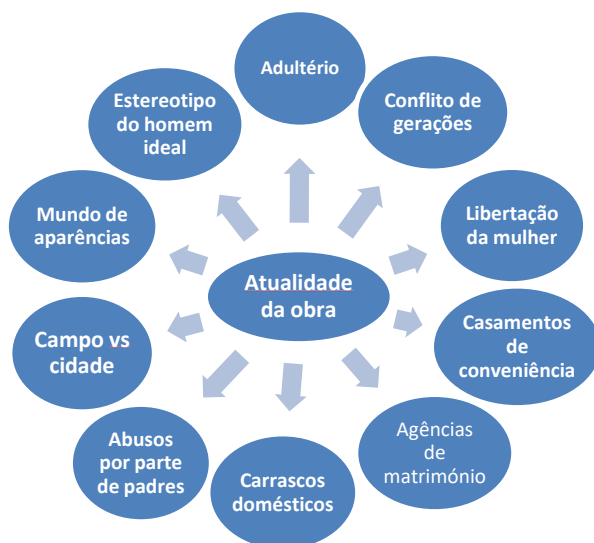 Adultério
Conflito de
gerações
Libertação
da mulher
Casamentos
de
conveniência
Agências
de
matrimónio
Carrascos
domésticos
Abusos
por parte
de padres
Campo vs
cidade
Mundo de
aparências
Estereotipo
do homem
ideal
Atualidade
da obra